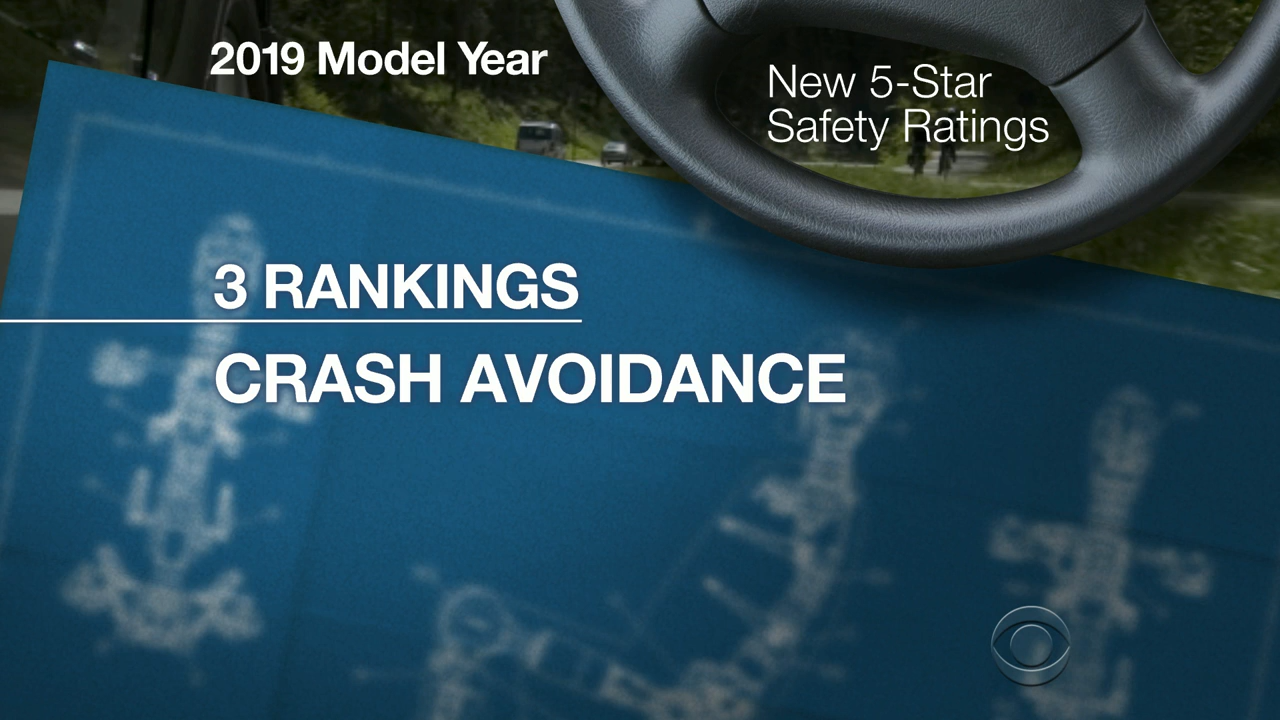 2019 Model Year
New 5-Star
Safety Ratings
3 RANKINGS
CRASH AVOIDANCE